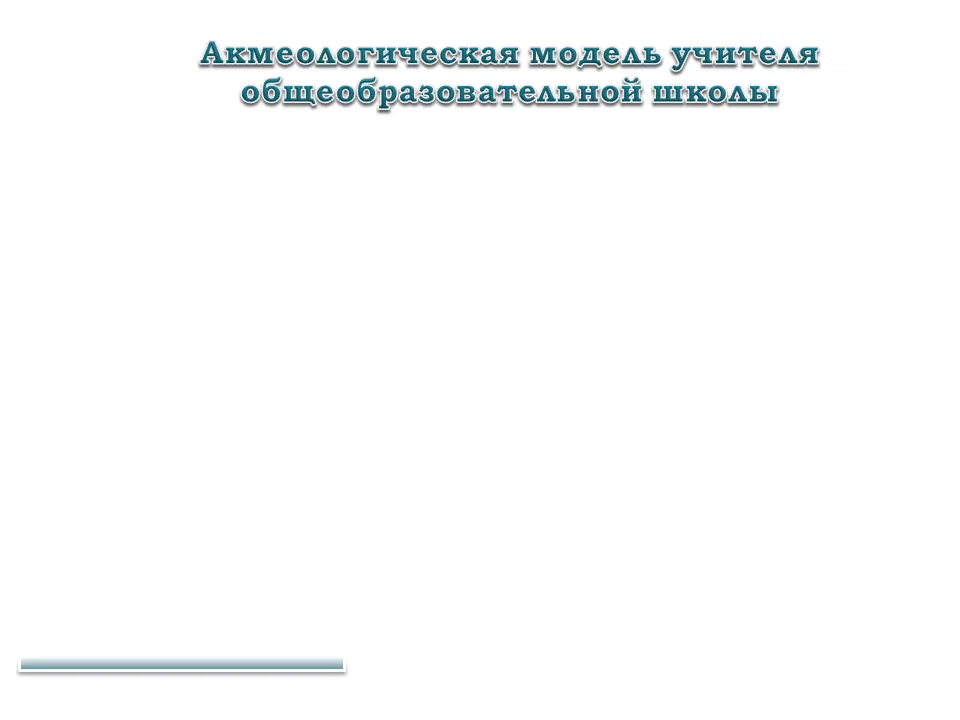 Акмеологическая модель учителя
общеобразовательной школы